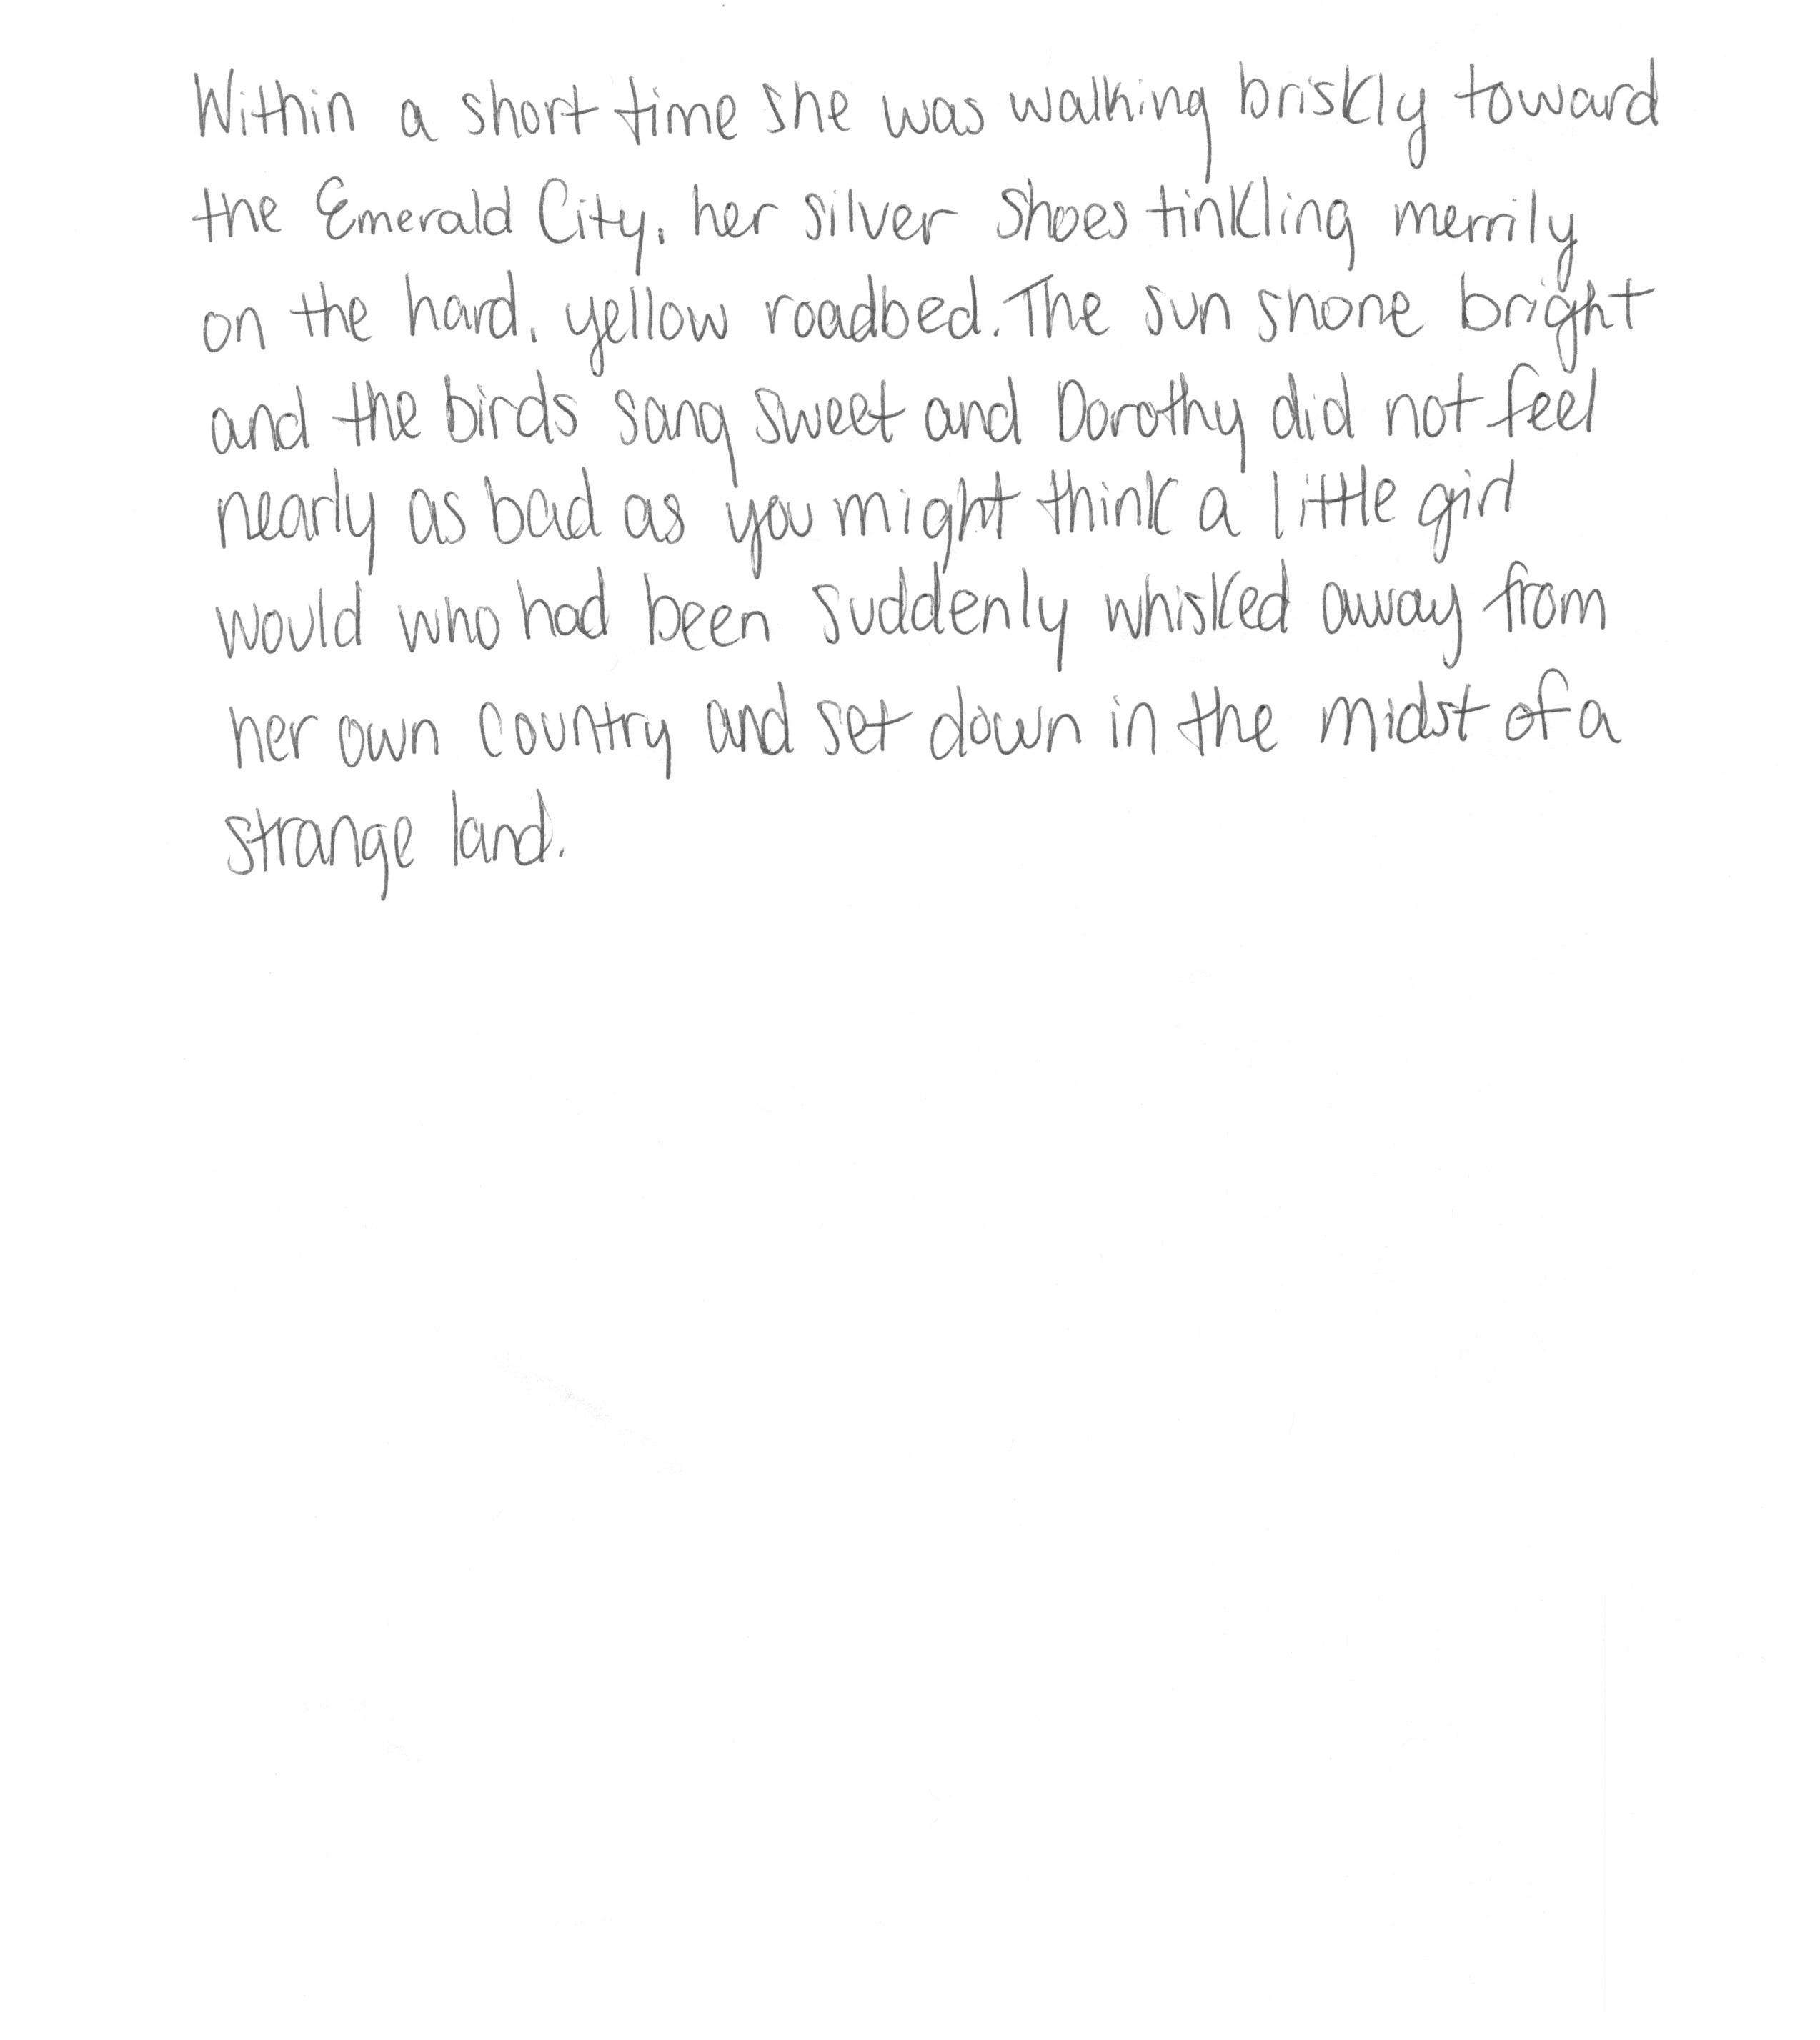 Within a short time she was walking briskly toward
the Emerald City, her silver shoes tinkling merrily
on the hard, yellow roadbed. The sun shone bright
and the birds sang sweet and Dorothy did not feel
nearly as bad as you might think a little girl
would who had been suddenly whisked away from
her own country and set down in the midst of a
strange land.